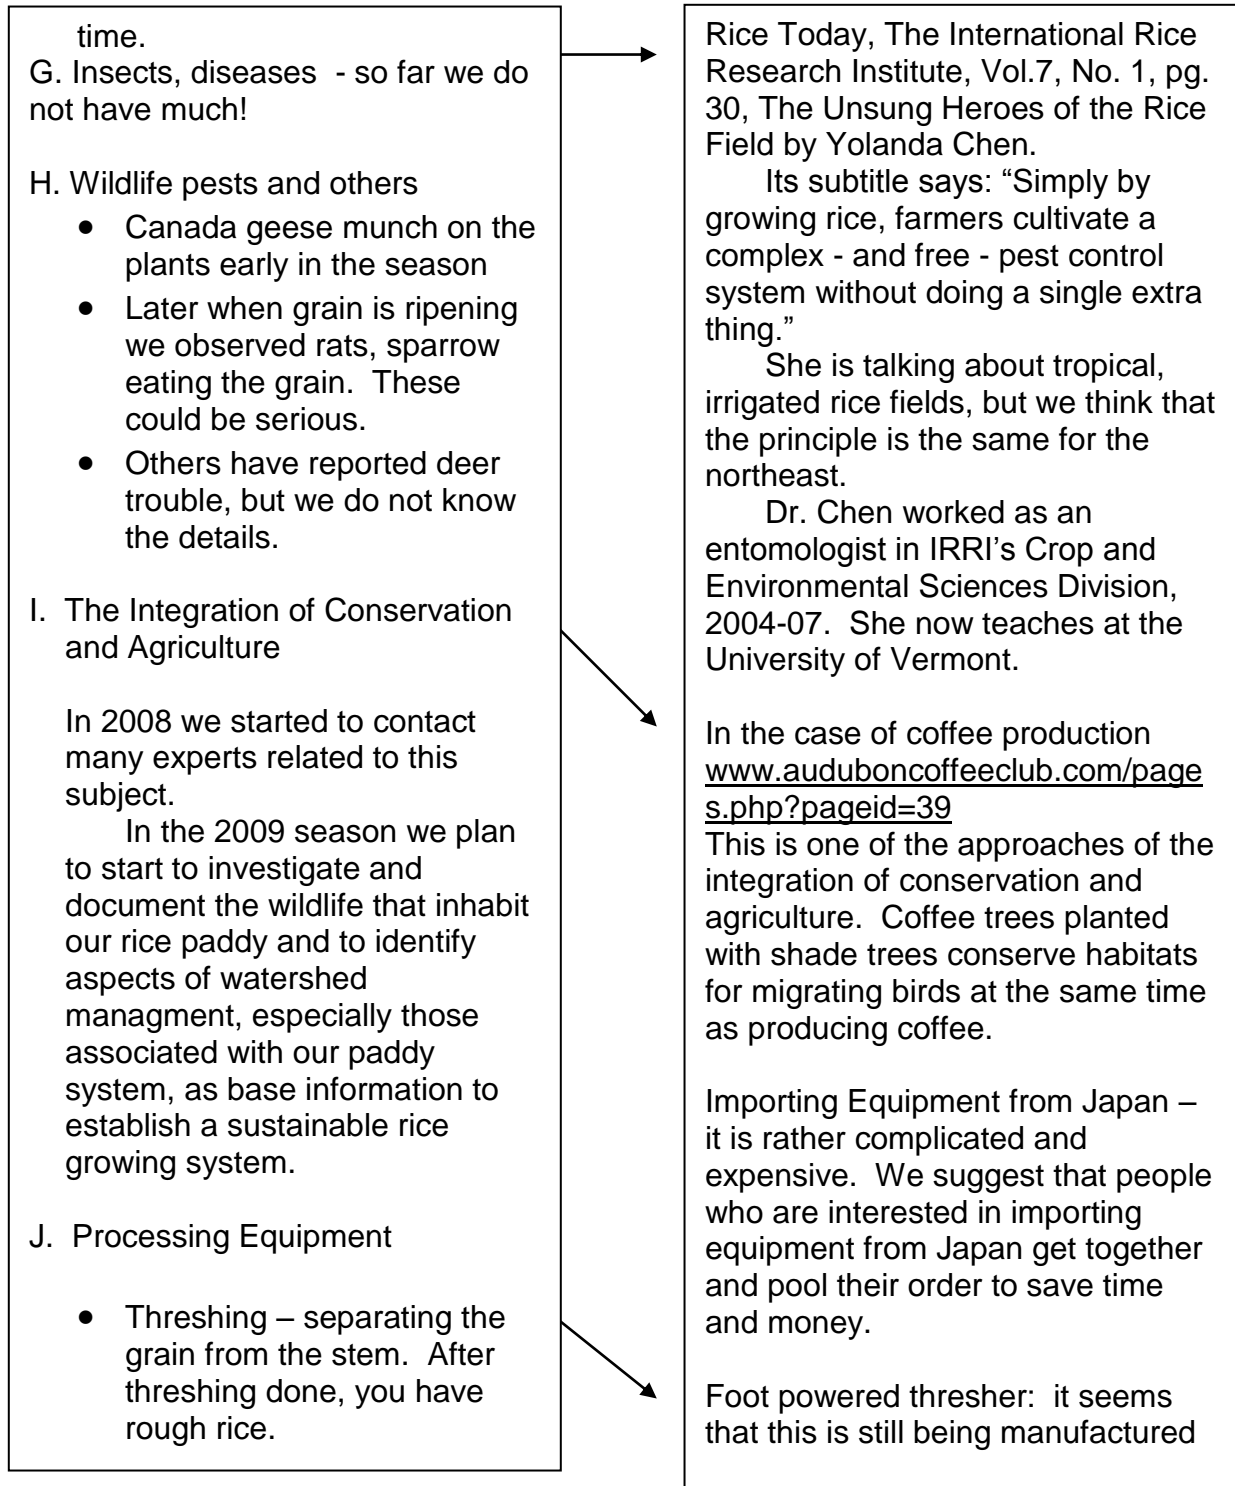 time.
G. Insects, diseases  - so far we do
not have much!
H. Wildlife pests and others
• Canada geese munch on the
plants early in the season
• Later when grain is ripening
we observed rats, sparrow
eating the grain.  These
could be serious.
• Others have reported deer
trouble, but we do not know
the details.
I.  The Integration of Conservation
and Agriculture
In 2008 we started to contact
many experts related to this
subject.
In the 2009 season we plan
to start to investigate and
document the wildlife that inhabit
our rice paddy and to identify
aspects of watershed
managment, especially those
associated with our paddy
system, as base information to
establish a sustainable rice
growing system.
J.  Processing Equipment
• Threshing – separating the
grain from the stem.  After
threshing done, you have
rough rice.
Rice Today, The International Rice
Research Institute, Vol.7, No. 1, pg.
30, The Unsung Heroes of the Rice
Field by Yolanda Chen.
Its subtitle says: “Simply by
growing rice, farmers cultivate a
complex - and free - pest control
system without doing a single extra
thing.”
She is talking about tropical,
irrigated rice fields, but we think that
the principle is the same for the
northeast.
Dr. Chen worked as an
entomologist in IRRI’s Crop and
Environmental Sciences Division,
2004-07.  She now teaches at the
University of Vermont.
In the case of coffee production
www.auduboncoffeeclub.com/page
s.php?pageid=39
This is one of the approaches of the
integration of conservation and
agriculture.  Coffee trees planted
with shade trees conserve habitats
for migrating birds at the same time
as producing coffee.
Importing Equipment from Japan –
it is rather complicated and
expensive.  We suggest that people
who are interested in importing
equipment from Japan get together
and pool their order to save time
and money.
Foot powered thresher:  it seems
that this is still being manufactured